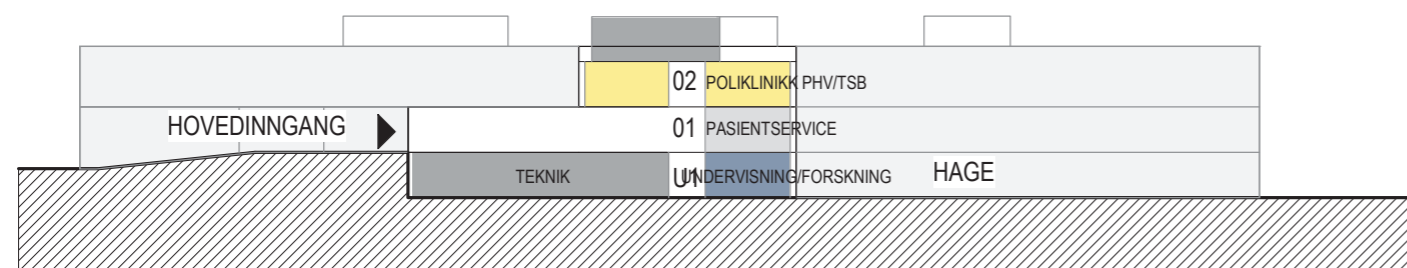 02 POLIKLINIKK PHV/TSB
HOVEDINNGANG 01 PASIENTSERVICE
TEKNIK U1 UNDERVISNING/FORSKNING HAGE